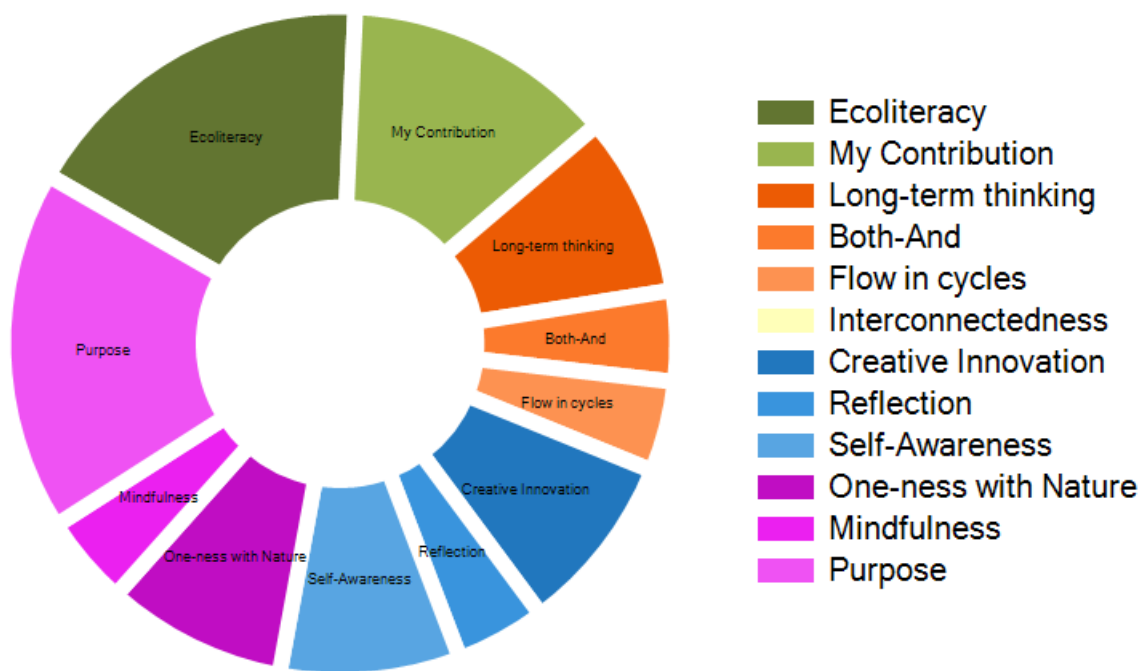 Ecoliteracy
My Contribution
Long-term thinking
Both-And
Flow in cycles
Creative Innovation
Reflection
Self-Awareness
One-ness with Nature
Mindfulness
Purpose
Ecoliteracy
My Contribution
Long-term thinking
Both-And
Flow in cycles
Interconnectedness
Creative Innovation
Reflection
Self-Awareness
One-ness with Nature
Mindfulness
Purpose